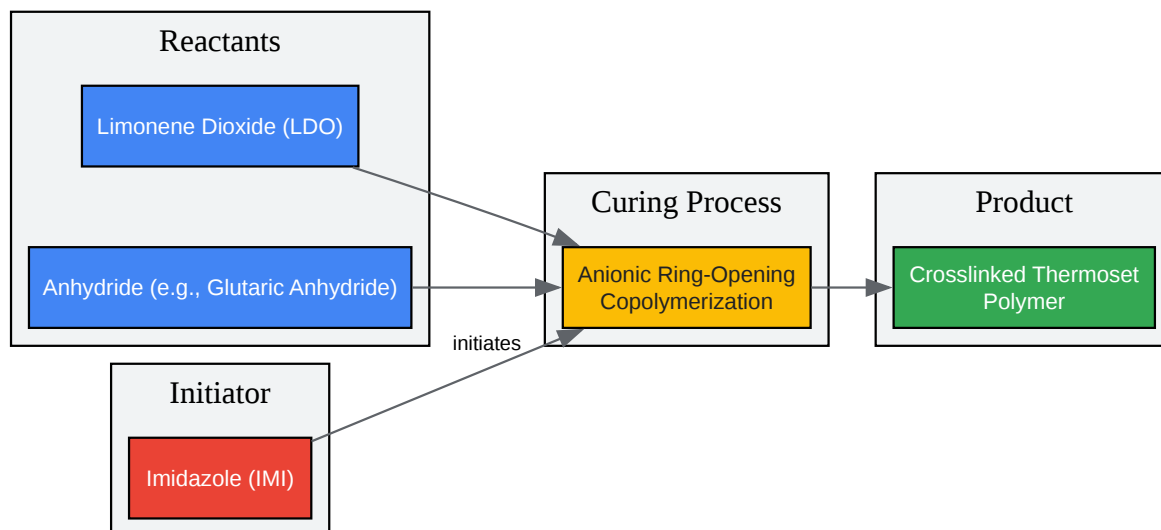 Reactants
Limonene Dioxide (LDO)
Anhydride (e.g., Glutaric Anhydride)
Initiator
Imidazole (IMI)
initiates
Curing Process
Anionic Ring-Opening
Copolymerization
Product
Crosslinked Thermoset
Polymer